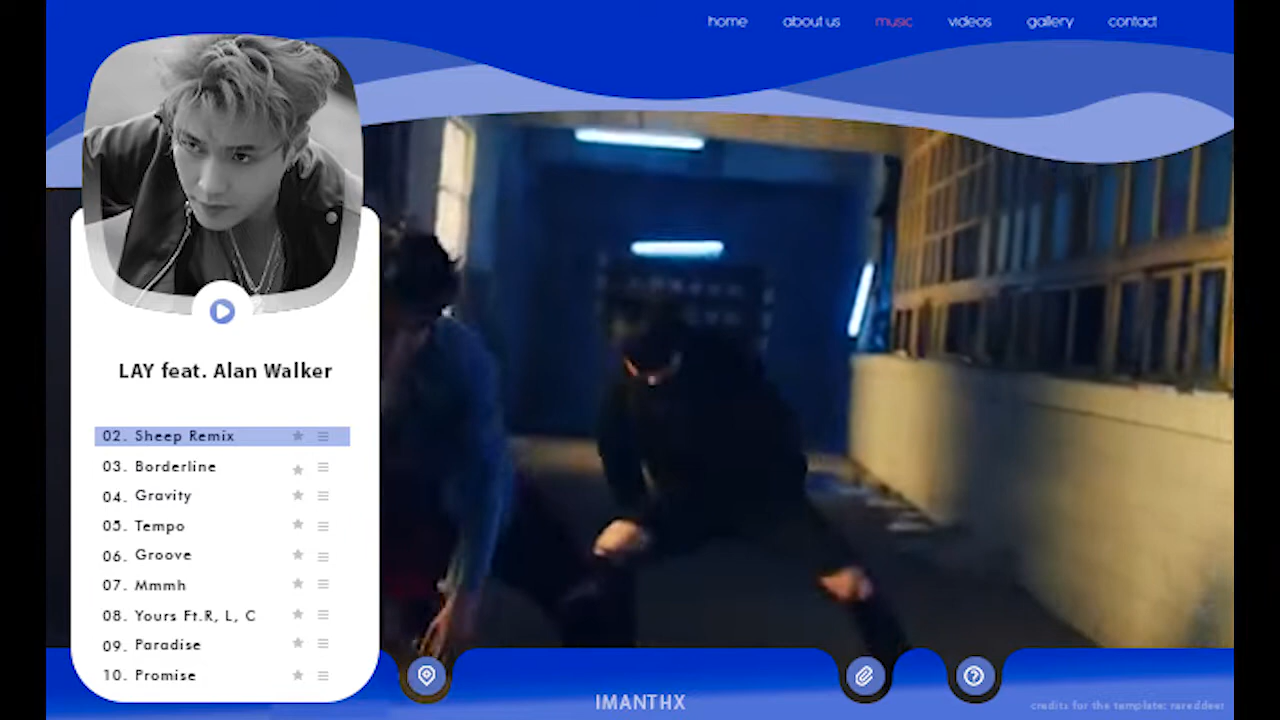 home about us music videos gallery contact
LAY feat. Alan Walker
02. Sheep Remix
03. Borderline
04. Gravity
05. Tempo
06. Groove
07. Mmmh
08. Yours Ft.R, L, C
09. Paradise
10. Promise
IMANTHX
credits for the template: rareddeer